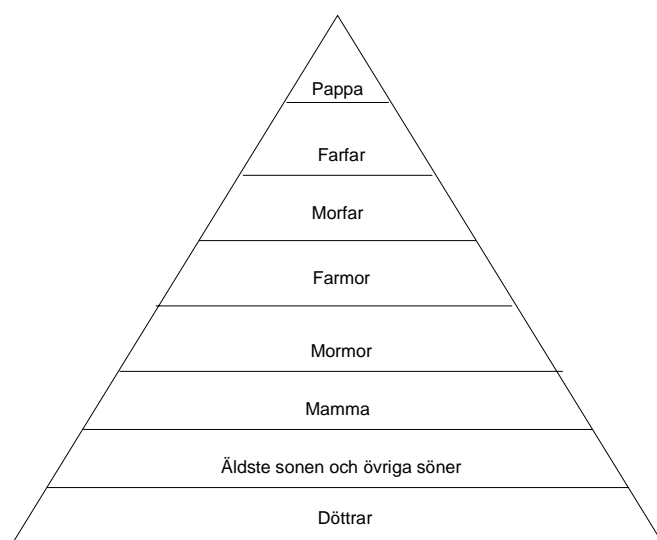 Pappa
Farfar
Morfar
Farmor
Mormor
Mamma
Äldste sonen och övriga söner
Döttrar